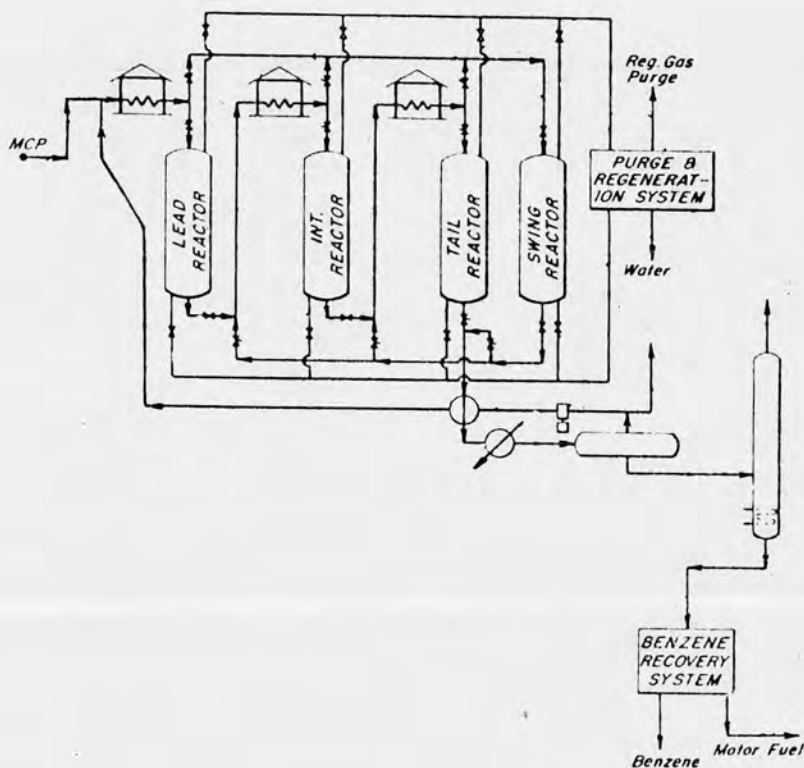 Reg. Gas
Purge
MCP
PURGE &
REGENERAT-
ION SYSTEM
LEAD
REACTOR
INT.
REACTOR
TAIL
REACTOR
SWING
REACTOR
Water
BENZENE
RECOVERY
SYSTEM
Motor Fuel
Benzene